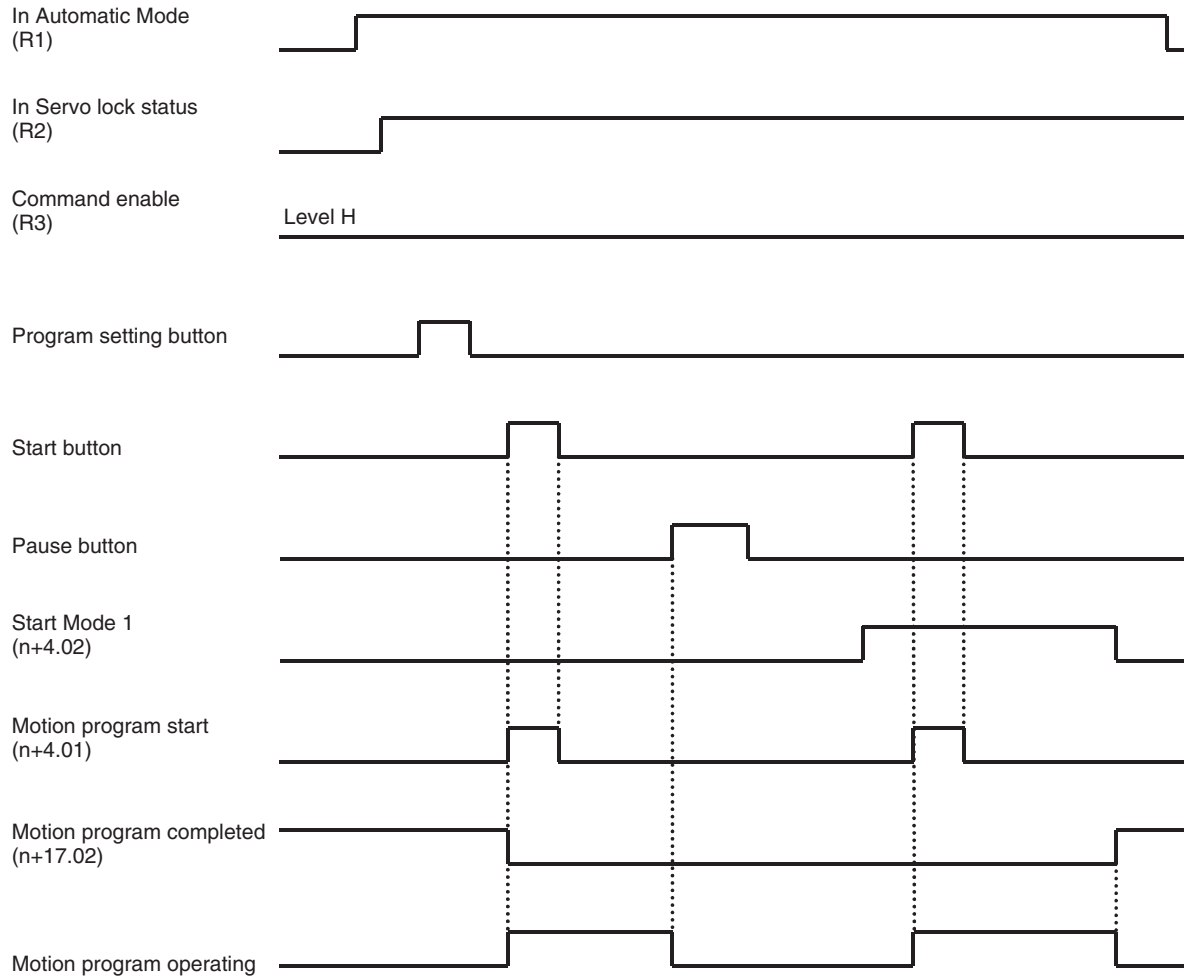 In Automatic Mode
(R1)
In Servo lock status
(R2)
Command enable
(R3)
Level H
Program setting button
Start button
Pause button
Start Mode 1
(n+4.02)
Motion program start
(n+4.01)
Motion program completed
(n+17.02)
Motion program operating